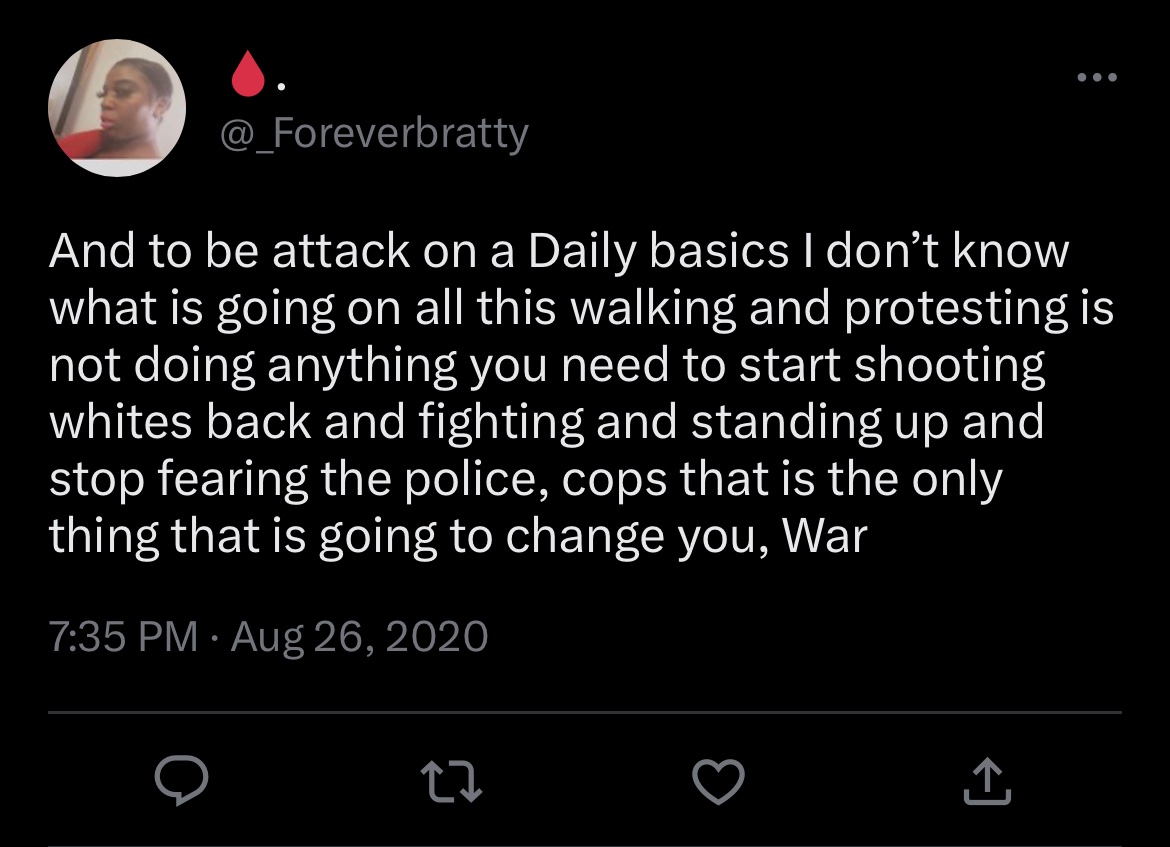 🩸.
@_Foreverbratty
And to be attack on a Daily basics I don’t know
what is going on all this walking and protesting is
not doing anything you need to start shooting
whites back and fighting and standing up and
stop fearing the police, cops that is the only
thing that is going to change you, War
7:35 PM · Aug 26, 2020